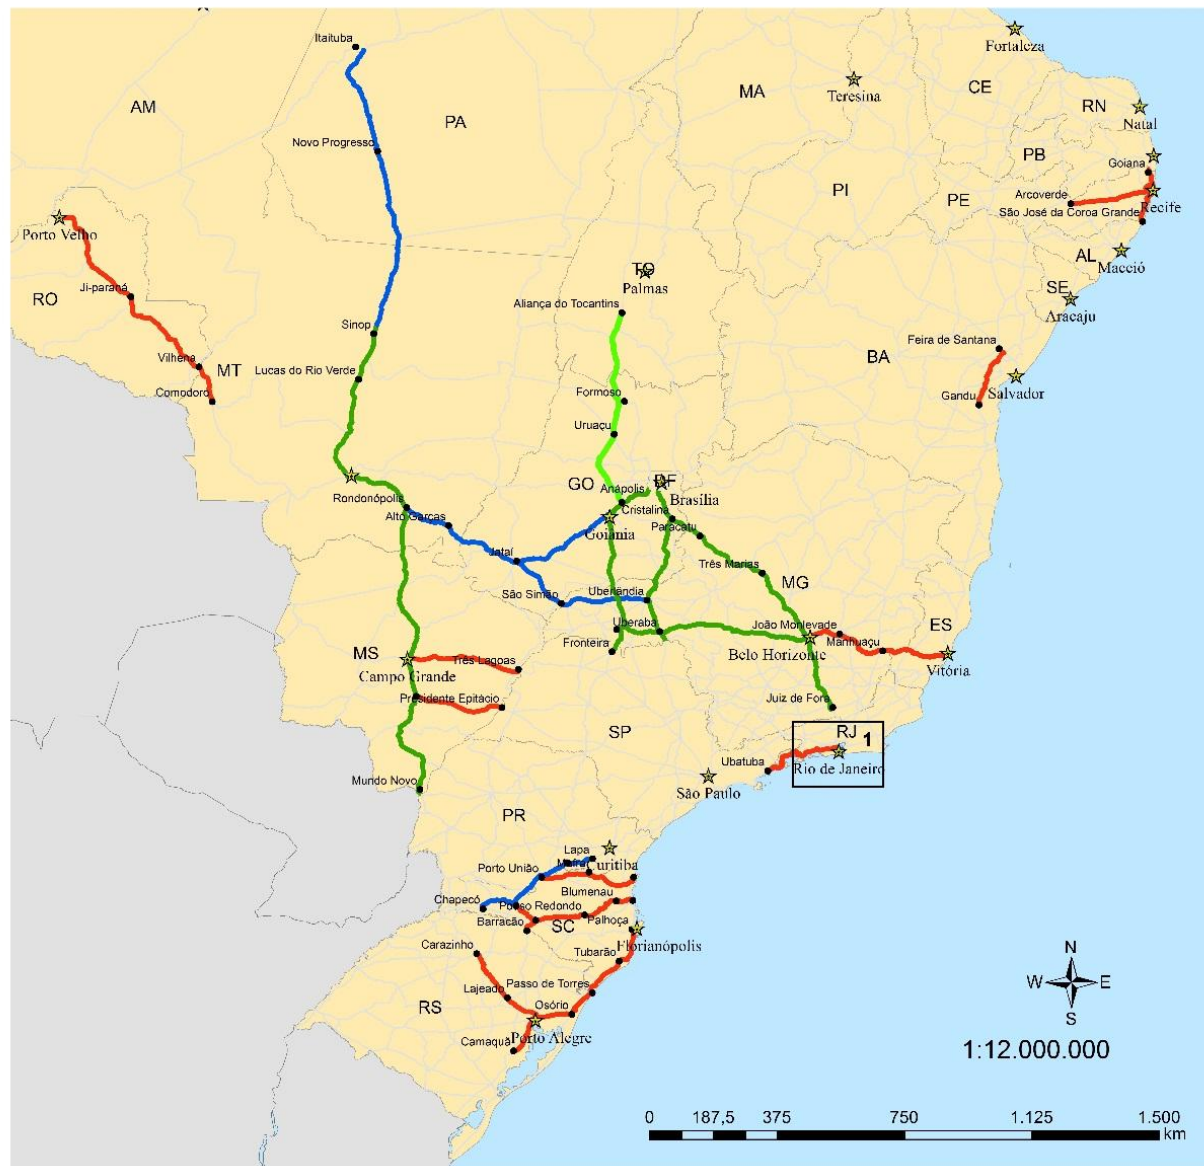 Itaituba
Fortaleza
CE
MA
Teresina
AM
PA
RN
Natal
Novo Progresso
PB
Goiana
PI
Arcoverde
PE
Recife
São José da Coroa Grande
Porto Velho
AL
Macció
TO
Palmas
RO
Ji-paraná
SE
Aracaju
Aliança do Tocantins
Sinop
Feira de Santana
BA
Vilhena
MT
Lucas do Rio Verde
Salvador
Comodoro
Formoso
Gandu
Uruaçu
GO
DF
Anápolis
Brasília
Rondonópolis
Cristalina
Alto Garças
Paracatu
Goiânia
Jataí
Três Marias
MG
São Simão
Uberlândia
Uberaba
João Monlevade
ES
Fronteira
Manhuaçu
MS
Três Lagoas
Belo Horizonte
Vitória
Campo Grande
Presidente Epitácio
Juiz de Fora
SP
RJ
1
Ubatuba
Rio de Janeiro
Mundo Novo
São Paulo
PR
Lapa
Mafra
Curitiba
Porto União
Blumenau
Chapecó
Pouso Redondo
Palhoça
Barracão
SC
Florianópolis
Carazinho
Tubarão
Passo de Torres
Lajeado
RS
Osório
Porto Alegre
Camaquã
N
W
E
S
1:12.000.000
0 187,5 375 750 1.125 1.500
km